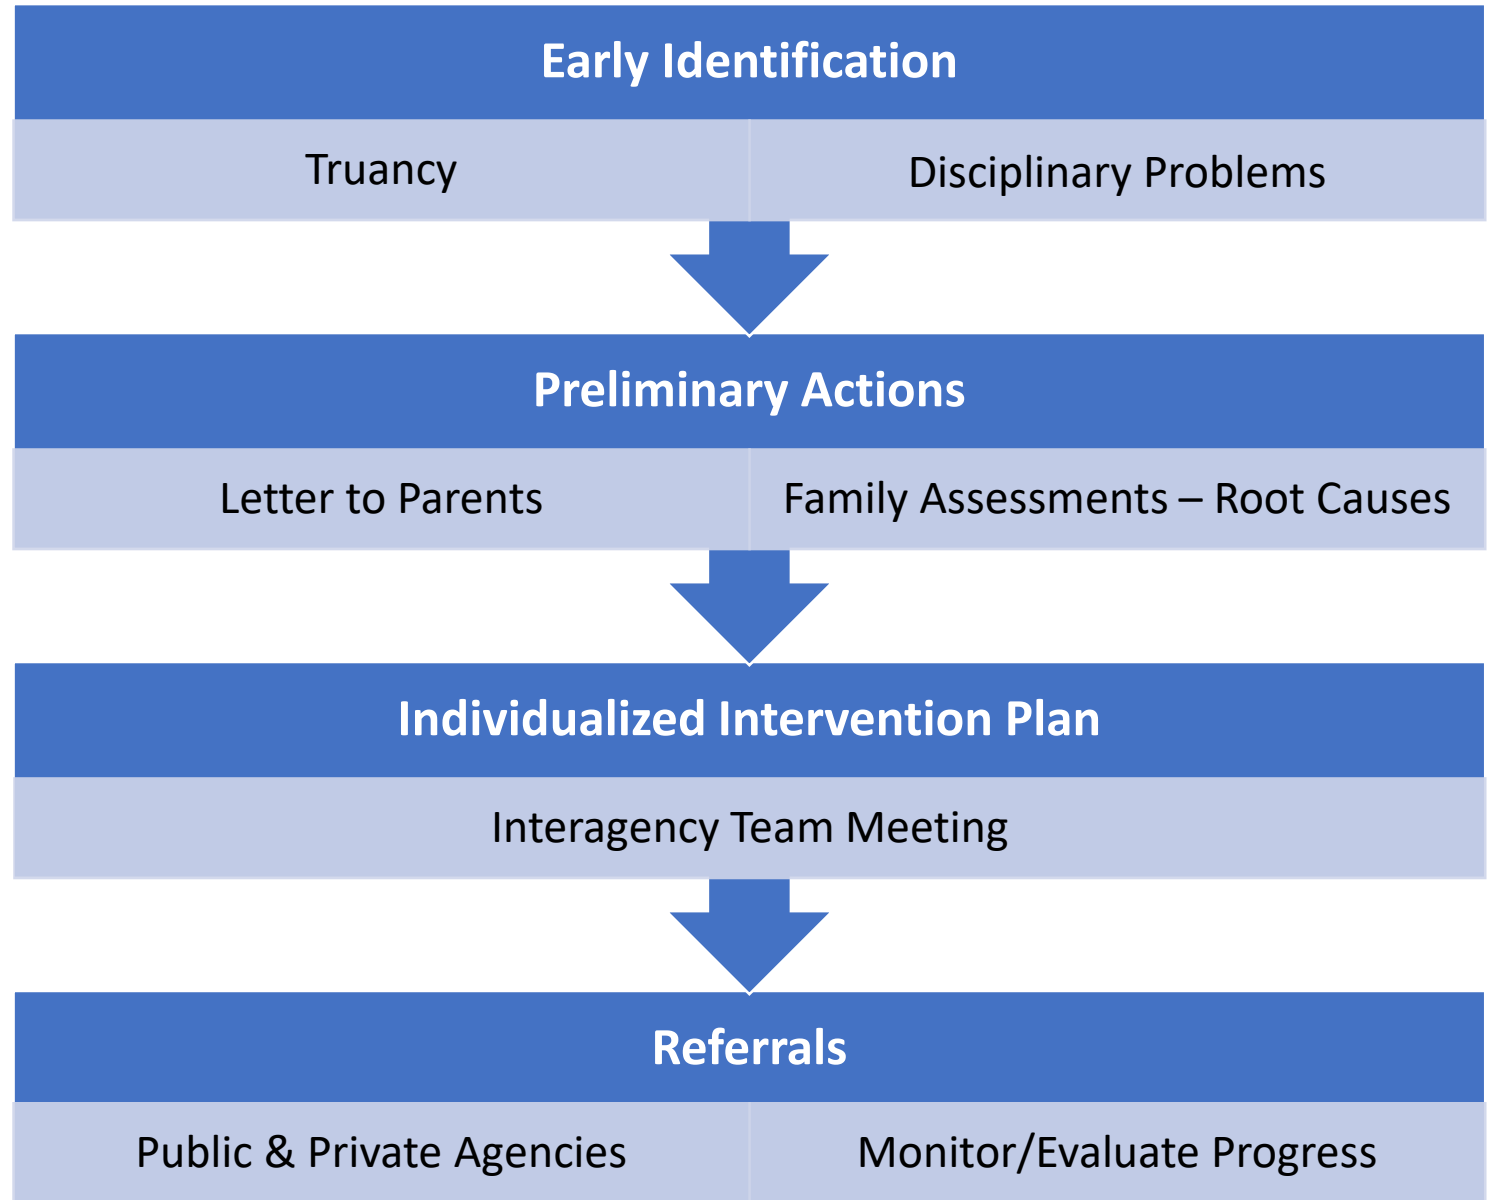 Early Identification
Truancy
Disciplinary Problems
Preliminary Actions
Letter to Parents
Family Assessments – Root Causes
Individualized Intervention Plan
Interagency Team Meeting
Referrals
Public & Private Agencies
Monitor/Evaluate Progress